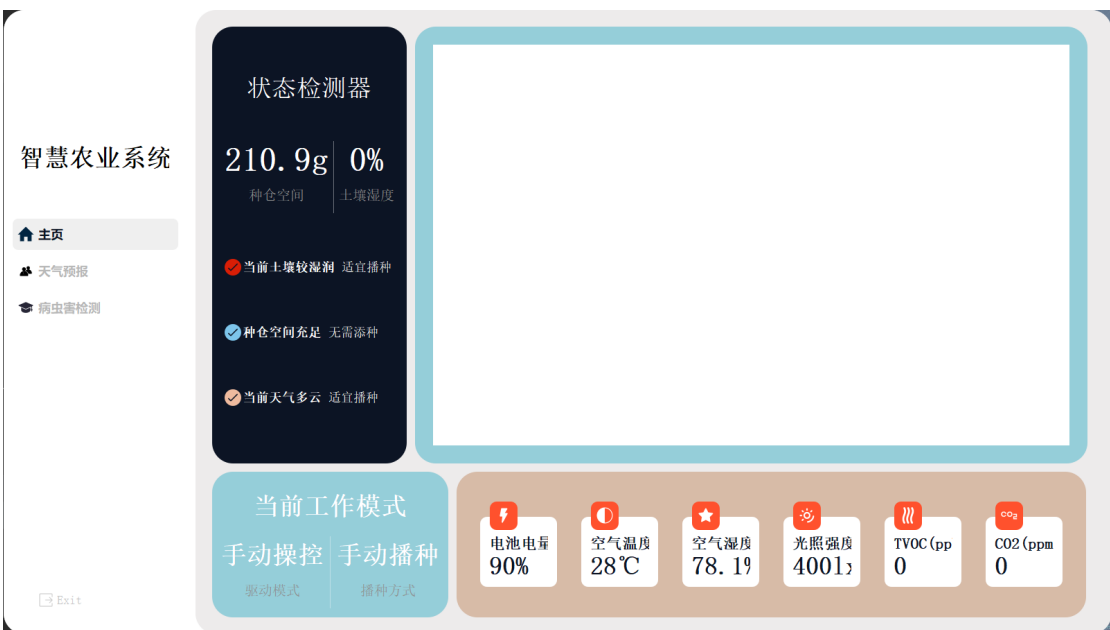 智慧农业系统
主页
天气预报
病虫害检测
Exit
状态检测器
210.9g 0%
种仓空间 土壤湿度
当前土壤较湿润 适宜播种
种仓空间充足 无需添种
当前天气多云 适宜播种
当前工作模式
手动操控 手动播种
驱动模式 播种方式
CO2
电池电量 空气温度 空气湿度 光照强度 TVOC(pp CO2(ppm
90% 28℃ 78.1% 400lx 0 0